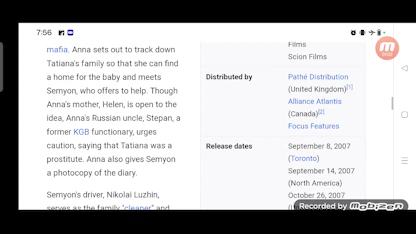 7:56
mafia. Anna sets out to track down
Tatiana's family so that she can find
a home for the baby and meets
Semyon, who offers to help. Though
Anna's mother, Helen, is open to the
idea, Anna's Russian uncle, Stepan, a
former KGB functionary, urges
caution, saying that Tatiana was a
prostitute. Anna also gives Semyon
a photocopy of the diary.
Semyon's driver, Nikolai Luzhin,
serves as the family "cleaner" and
Films
Scion Films
Distributed by
Pathé Distribution
(United Kingdom)[1]
Alliance Atlantis
(Canada)[2]
Focus Features
Release dates
September 8, 2007
(Toronto)
September 14, 2007
(North America)
October 26, 2007
Recorded by Mobizen